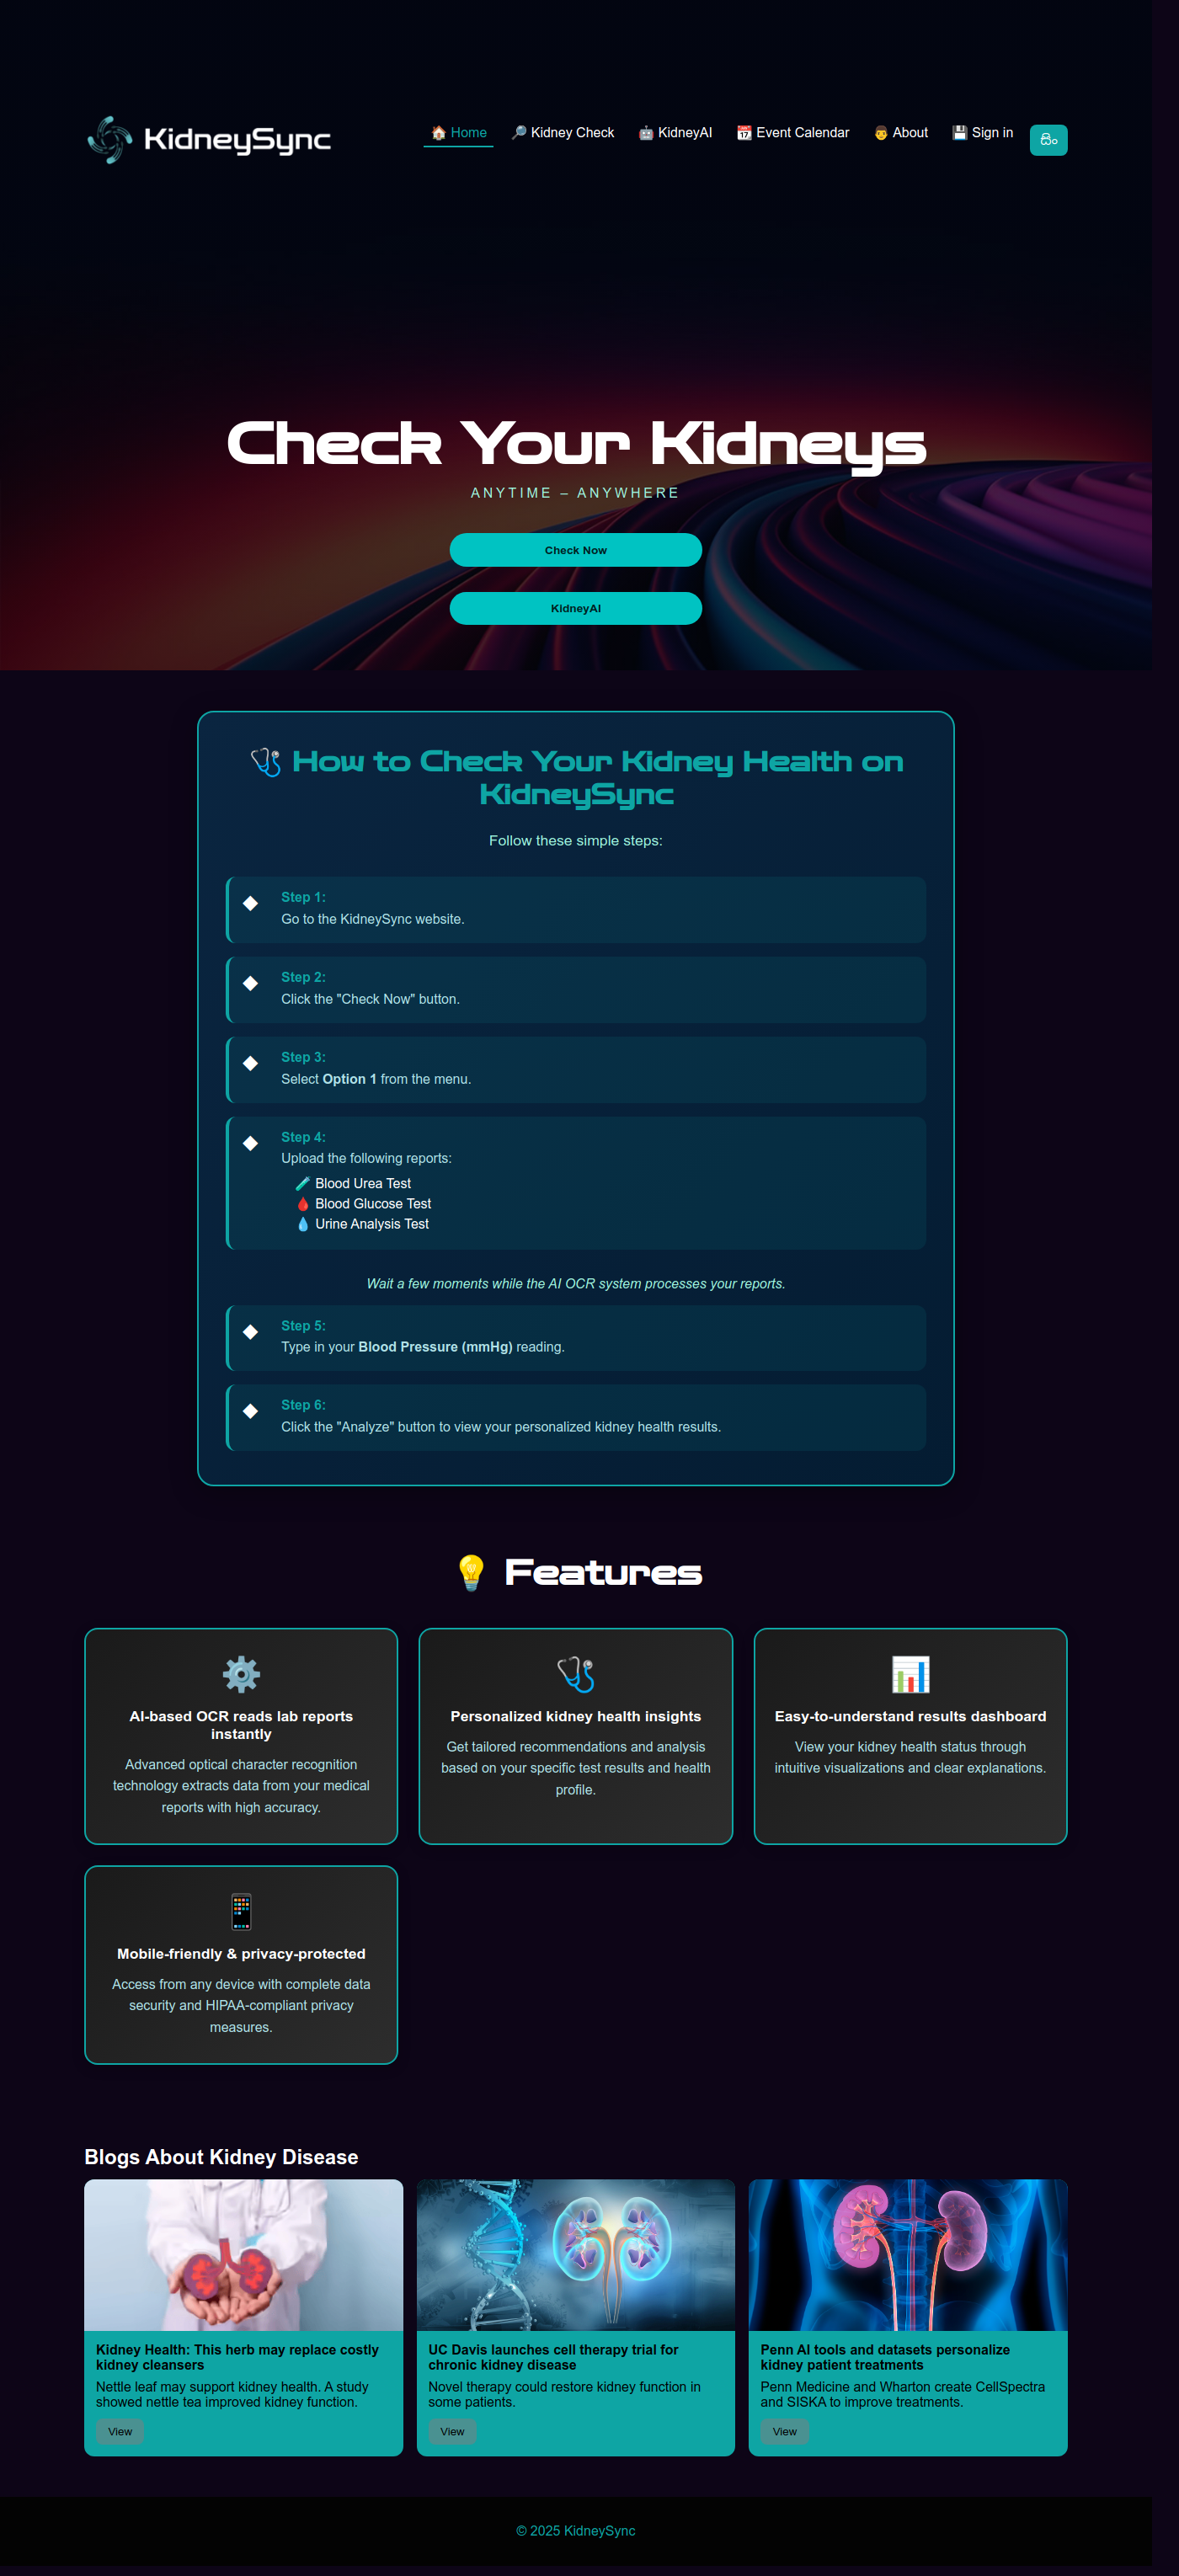 KidneySync
🏠 Home
🔎 Kidney Check
🤖 KidneyAI
📆 Event Calendar
👨 About
💾 Sign in
Check Your Kidneys
ANYTIME – ANYWHERE
Check Now
KidneyAI
🩺 How to Check Your Kidney Health on
KidneySync
Follow these simple steps:
Step 1:
Go to the KidneySync website.
Step 2:
Click the "Check Now" button.
Step 3:
Select Option 1 from the menu.
Step 4:
Upload the following reports:
🧪 Blood Urea Test
🩸 Blood Glucose Test
💧 Urine Analysis Test
Wait a few moments while the AI OCR system processes your reports.
Step 5:
Type in your Blood Pressure (mmHg) reading.
Step 6:
Click the "Analyze" button to view your personalized kidney health results.
💡 Features
AI-based OCR reads lab reports
instantly
Advanced optical character recognition
technology extracts data from your medical
reports with high accuracy.
Personalized kidney health insights
Get tailored recommendations and analysis
based on your specific test results and health
profile.
Easy-to-understand results dashboard
View your kidney health status through
intuitive visualizations and clear explanations.
Mobile-friendly & privacy-protected
Access from any device with complete data
security and HIPAA-compliant privacy
measures.
Blogs About Kidney Disease
Kidney Health: This herb may replace costly
kidney cleansers
Nettle leaf may support kidney health. A study
showed nettle tea improved kidney function.
View
UC Davis launches cell therapy trial for
chronic kidney disease
Novel therapy could restore kidney function in
some patients.
View
Penn AI tools and datasets personalize
kidney patient treatments
Penn Medicine and Wharton create CellSpectra
and SISKA to improve treatments.
View
© 2025 KidneySync